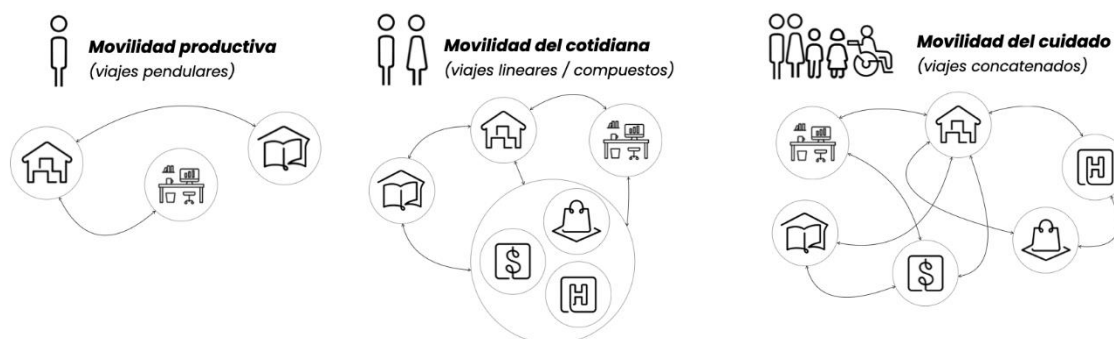 Movilidad productiva
(viajes pendulares)
Movilidad del cotidiana
(viajes lineares / compuestos)
Movilidad del cuidado
(viajes concatenados)
$
H
H
$